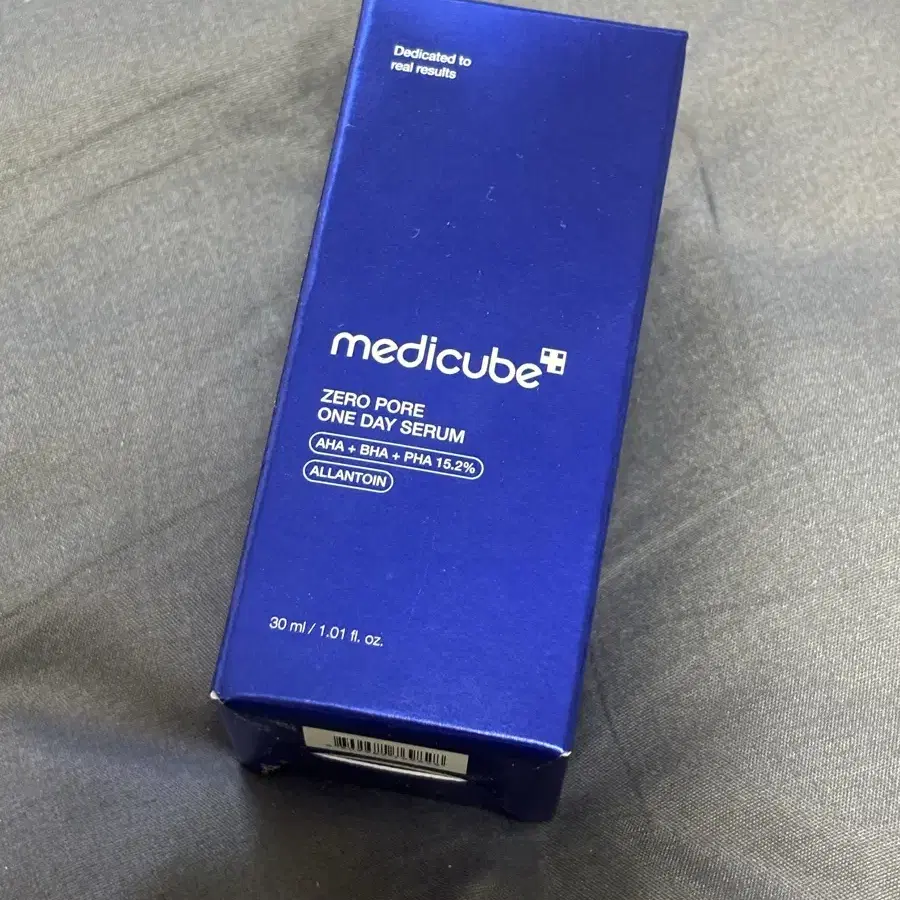 Dedicated to
real results
medicube
ZERO PORE
ONE DAY SERUM
AHA + BHA + PHA 15.2%
ALLANTOIN
30 ml / 1.01 fl. oz.